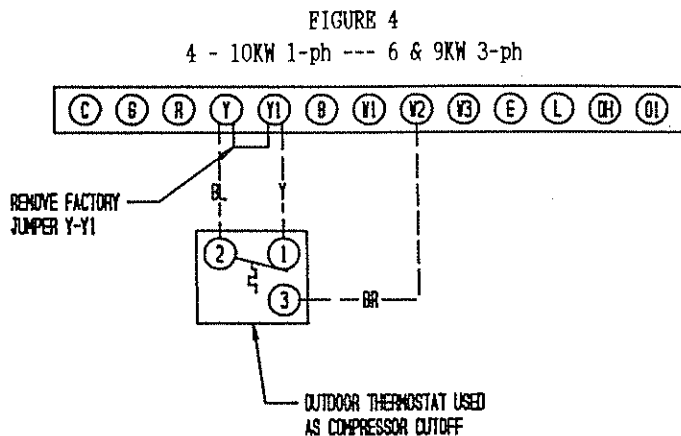 FIGURE 4
4 - 10KW 1-ph --- 6 & 9KW 3-ph
C G R Y Y1 B W1 W2 W3 E L OH O1
REMOVE FACTORY
JUMPER Y-Y1
BL Y
2 1
3
BR
OUTDOOR THERMOSTAT USED
AS COMPRESSOR CUTOFF